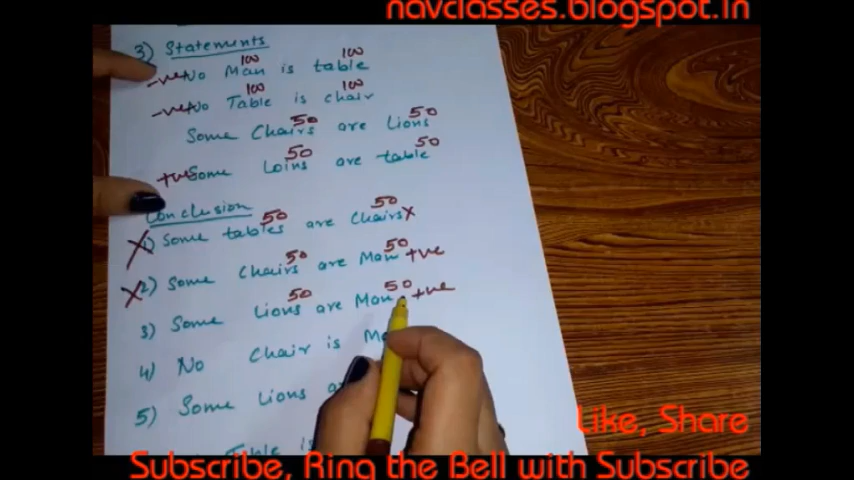 navclasses.blogspot.in
3) Statements
100 100
-ve No Man is table
100 100
-ve No Table is chair
50 50
Some Chairs are Lions
50 50
+ve Some Loins are table
Conclusion
50 50
1) Some tables are Chairs x
50 50
2) Some Chairs are Man +ve
50 50
3) Some Lions are Man +ve
4) No Chair is
5) Some Lions
Table is
Like, Share
Subscribe, Ring the Bell with Subscribe